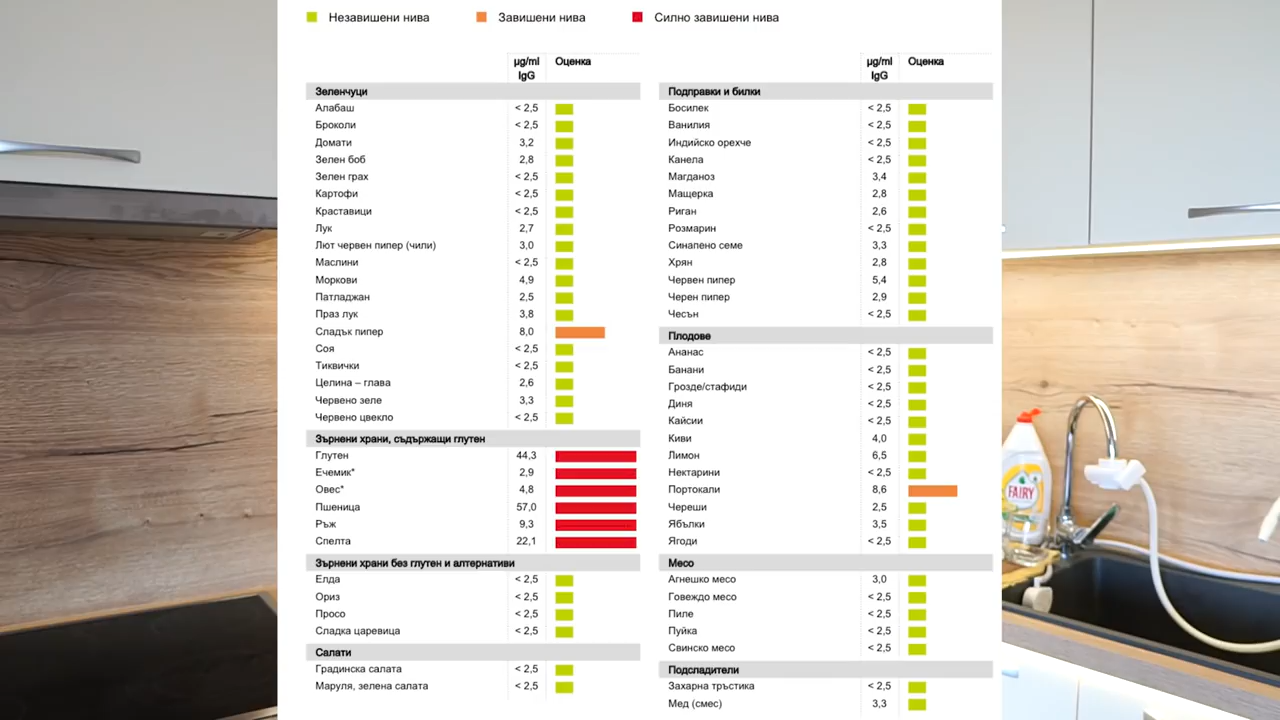 Незавишени нива
Завишени нива
Силно завишени нива
µg/ml IgG Оценка
Зеленчуци
Алабаш < 2,5
Броколи < 2,5
Домати 3,2
Зелен боб 2,8
Зелен грах < 2,5
Картофи < 2,5
Краставици < 2,5
Лук 2,7
Лют червен пипер (чили) 3,0
Маслини < 2,5
Моркови 4,9
Патладжан 2,5
Праз лук 3,8
Сладък пипер 8,0
Соя < 2,5
Тиквички < 2,5
Целина – глава 2,6
Червено зеле 3,3
Червено цвекло < 2,5
Зърнени храни, съдържащи глутен
Глутен 44,3
Ечемик* 2,9
Овес* 4,8
Пшеница 57,0
Ръж 9,3
Спелта 22,1
Зърнени храни без глутен и алтернативи
Елда < 2,5
Ориз < 2,5
Просо < 2,5
Сладка царевица < 2,5
Салати
Градинска салата < 2,5
Маруля, зелена салата < 2,5
µg/ml IgG Оценка
Подправки и билки
Босилек < 2,5
Ванилия < 2,5
Индийско орехче < 2,5
Канела < 2,5
Магданоз 3,4
Мащерка 2,8
Риган 2,6
Розмарин < 2,5
Синапено семе 3,3
Хрян 2,8
Червен пипер 5,4
Черен пипер 2,9
Чесън < 2,5
Плодове
Ананас < 2,5
Банани < 2,5
Грозде/стафиди < 2,5
Диня < 2,5
Кайсии < 2,5
Киви 4,0
Лимон 6,5
Нектарини < 2,5
Портокали 8,6
Череши 2,5
Ябълки 3,5
Ягоди < 2,5
Месо
Агнешко месо 3,0
Говеждо месо < 2,5
Пиле < 2,5
Пуйка < 2,5
Свинско месо < 2,5
Подсладители
Захарна тръстика < 2,5
Мед (смес) 3,3
FAIRY